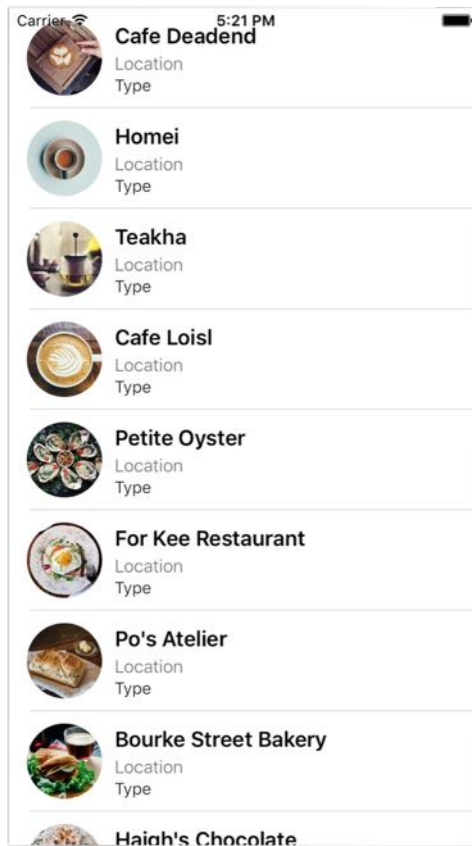 Carrier 5:21 PM
Cafe Deadend
Location
Type
Homei
Location
Type
Teakha
Location
Type
Cafe Loisl
Location
Type
Petite Oyster
Location
Type
For Kee Restaurant
Location
Type
Po's Atelier
Location
Type
Bourke Street Bakery
Location
Type
Haigh's Chocolate